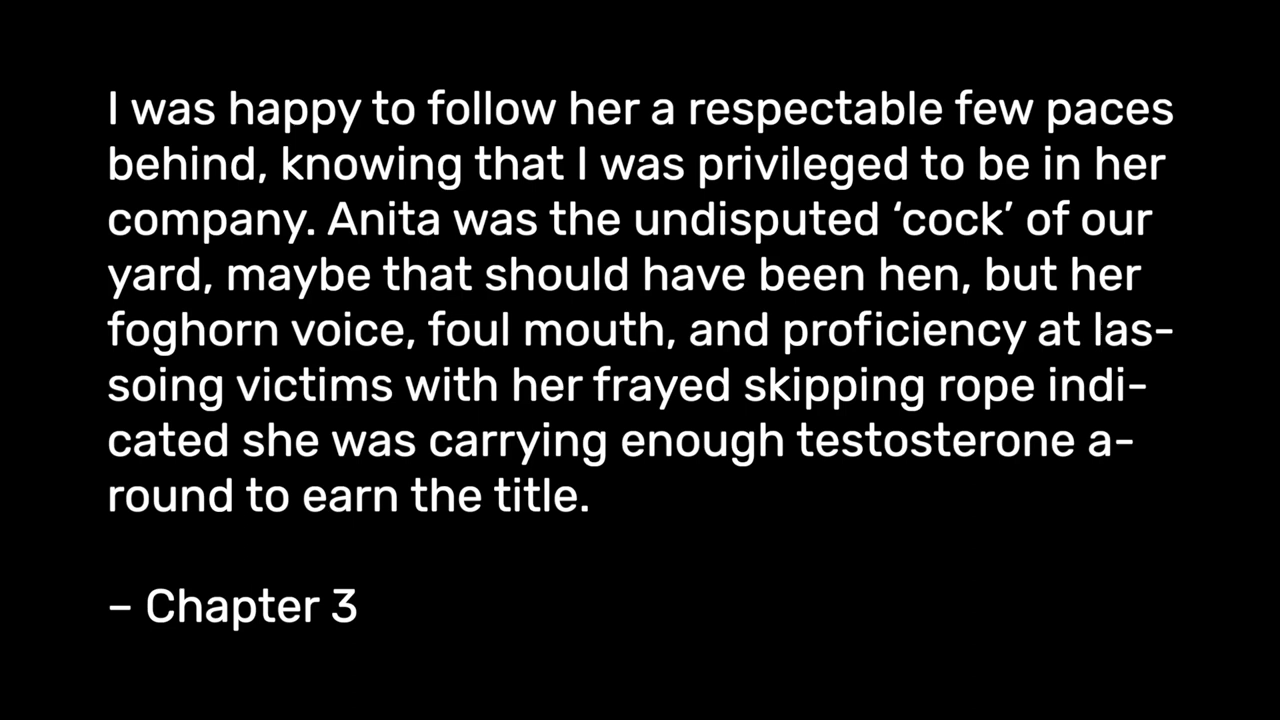 I was happy to follow her a respectable few paces
behind, knowing that I was privileged to be in her
company. Anita was the undisputed ‘cock’ of our
yard, maybe that should have been hen, but her
foghorn voice, foul mouth, and proficiency at las-
soing victims with her frayed skipping rope indi-
cated she was carrying enough testosterone a-
round to earn the title.
– Chapter 3